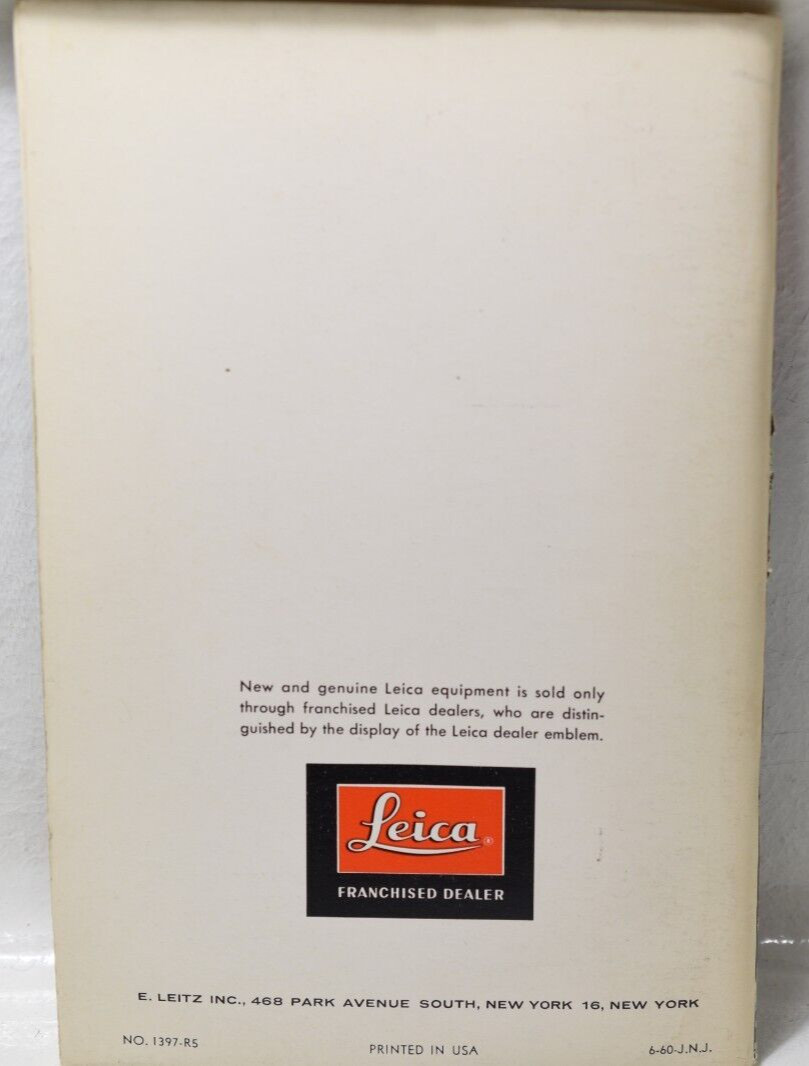 New and genuine Leica equipment is sold only
through franchised Leica dealers, who are distin-
guished by the display of the Leica dealer emblem.
Leica®
FRANCHISED DEALER
E. LEITZ INC., 468 PARK AVENUE SOUTH, NEW YORK 16, NEW YORK
NO. 1397-R5
PRINTED IN USA
6-60-J.N.J.